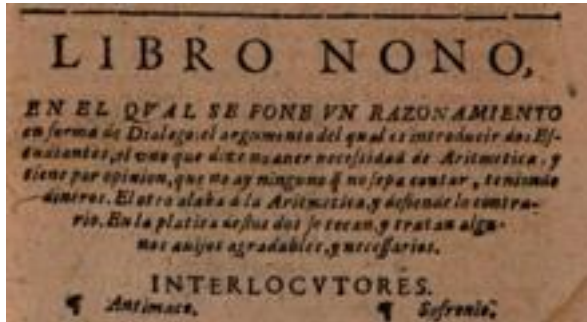 LIBRO NONO,
EN EL QVAL SE PONE VN RAZONAMIENTO
en forma de Dialogo: el argumento del qual es introducir dos Es-
tudiantes, el vno que dize no auer necessidad de Aritmetica, y
tiene por opinion, que no ay ninguno q̃ no sepa contar, teniendo
dineros. El otro alaba à la Aritmetica, y defiende lo contra-
rio. En la platica destos dos se tocan, y tratan algu-
nos auisos agradables, y necessarios.
INTERLOCVTORES.
¶ Antimaco. ¶ Sofronio.